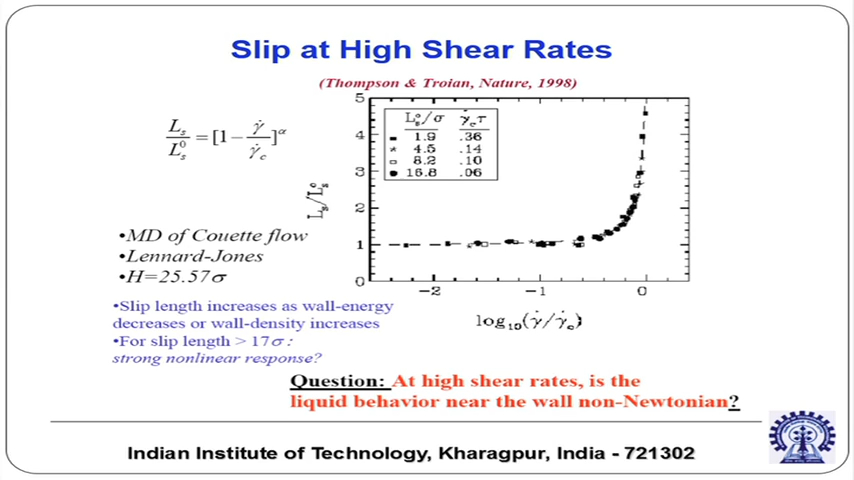 Slip at High Shear Rates
(Thompson & Troian, Nature, 1998)
L_s / L_s^0 = [1 − γ̇ / γ̇_c]^α
5
4
3
2
1
0
L_s/L_s^o
L_s^o/σ γ̇_c τ
■ 1.9 .36
* 4.5 .14
□ 8.2 .10
● 16.8 .06
−2 −1 0
log₁₀(γ̇/γ̇_c)
•MD of Couette flow
•Lennard-Jones
•H=25.57σ
•Slip length increases as wall-energy
decreases or wall-density increases
•For slip length > 17σ:
strong nonlinear response?
Question: At high shear rates, is the
liquid behavior near the wall non-Newtonian?
Indian Institute of Technology, Kharagpur, India - 721302